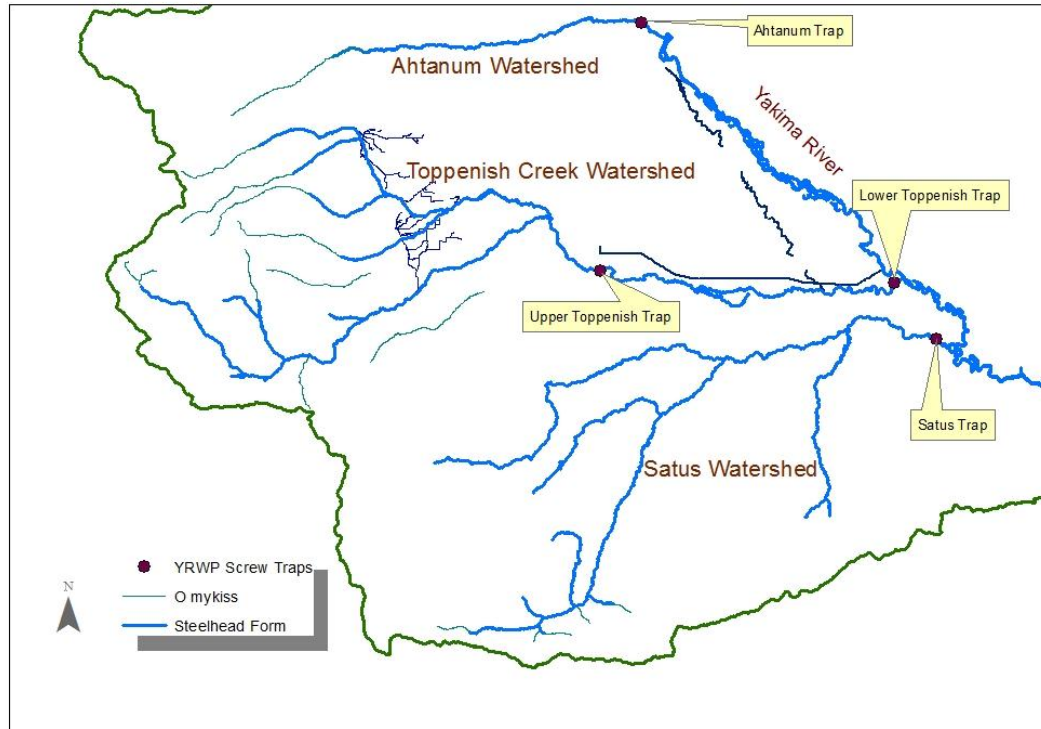 Ahtanum Trap
Ahtanum Watershed
Yakima River
Toppenish Creek Watershed
Lower Toppenish Trap
Upper Toppenish Trap
Satus Trap
Satus Watershed
YRWP Screw Traps
O mykiss
Steelhead Form
N